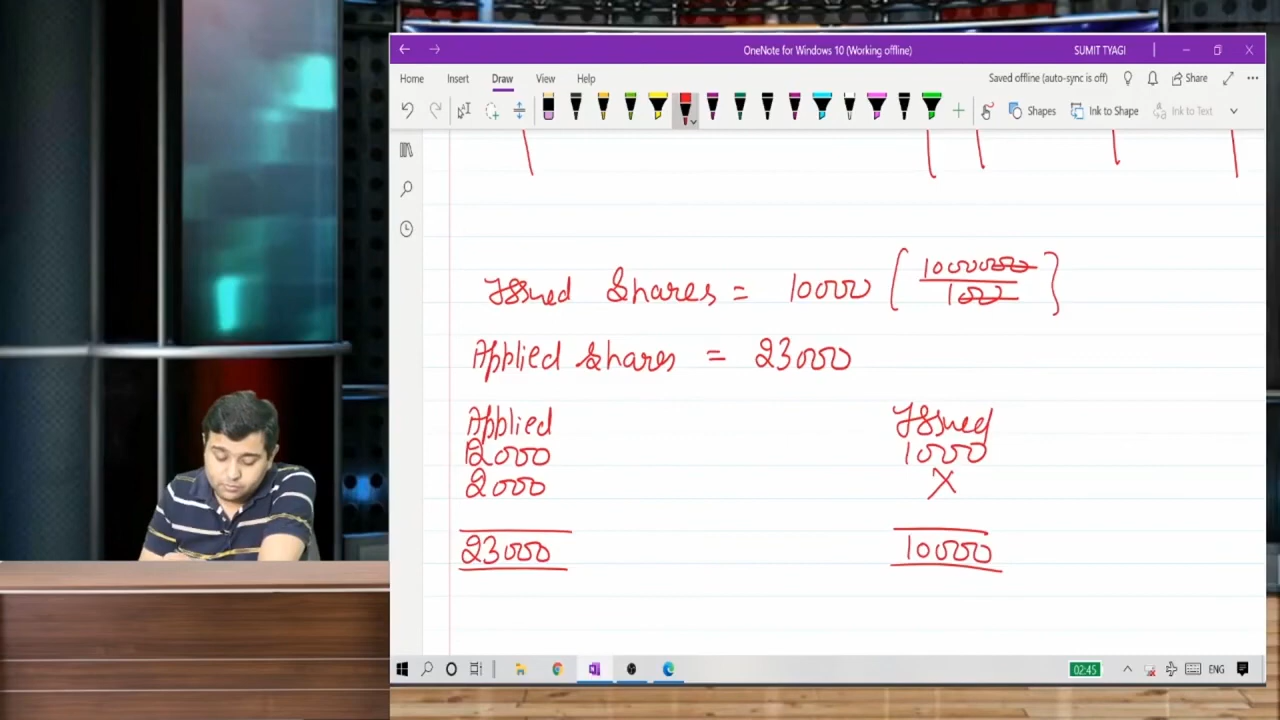 OneNote for Windows 10 (Working offline)
SUMIT TYAGI
Home Insert Draw View Help
Saved offline (auto-sync is off)
Share
Shapes
Ink to Shape
Ink to Text
Issued Shares = 10000 [ 1000000 / 1000 ]
Applied Shares = 23000
Applied Issued
12000 1000
2000 X
23000 10000
02:45
ENG